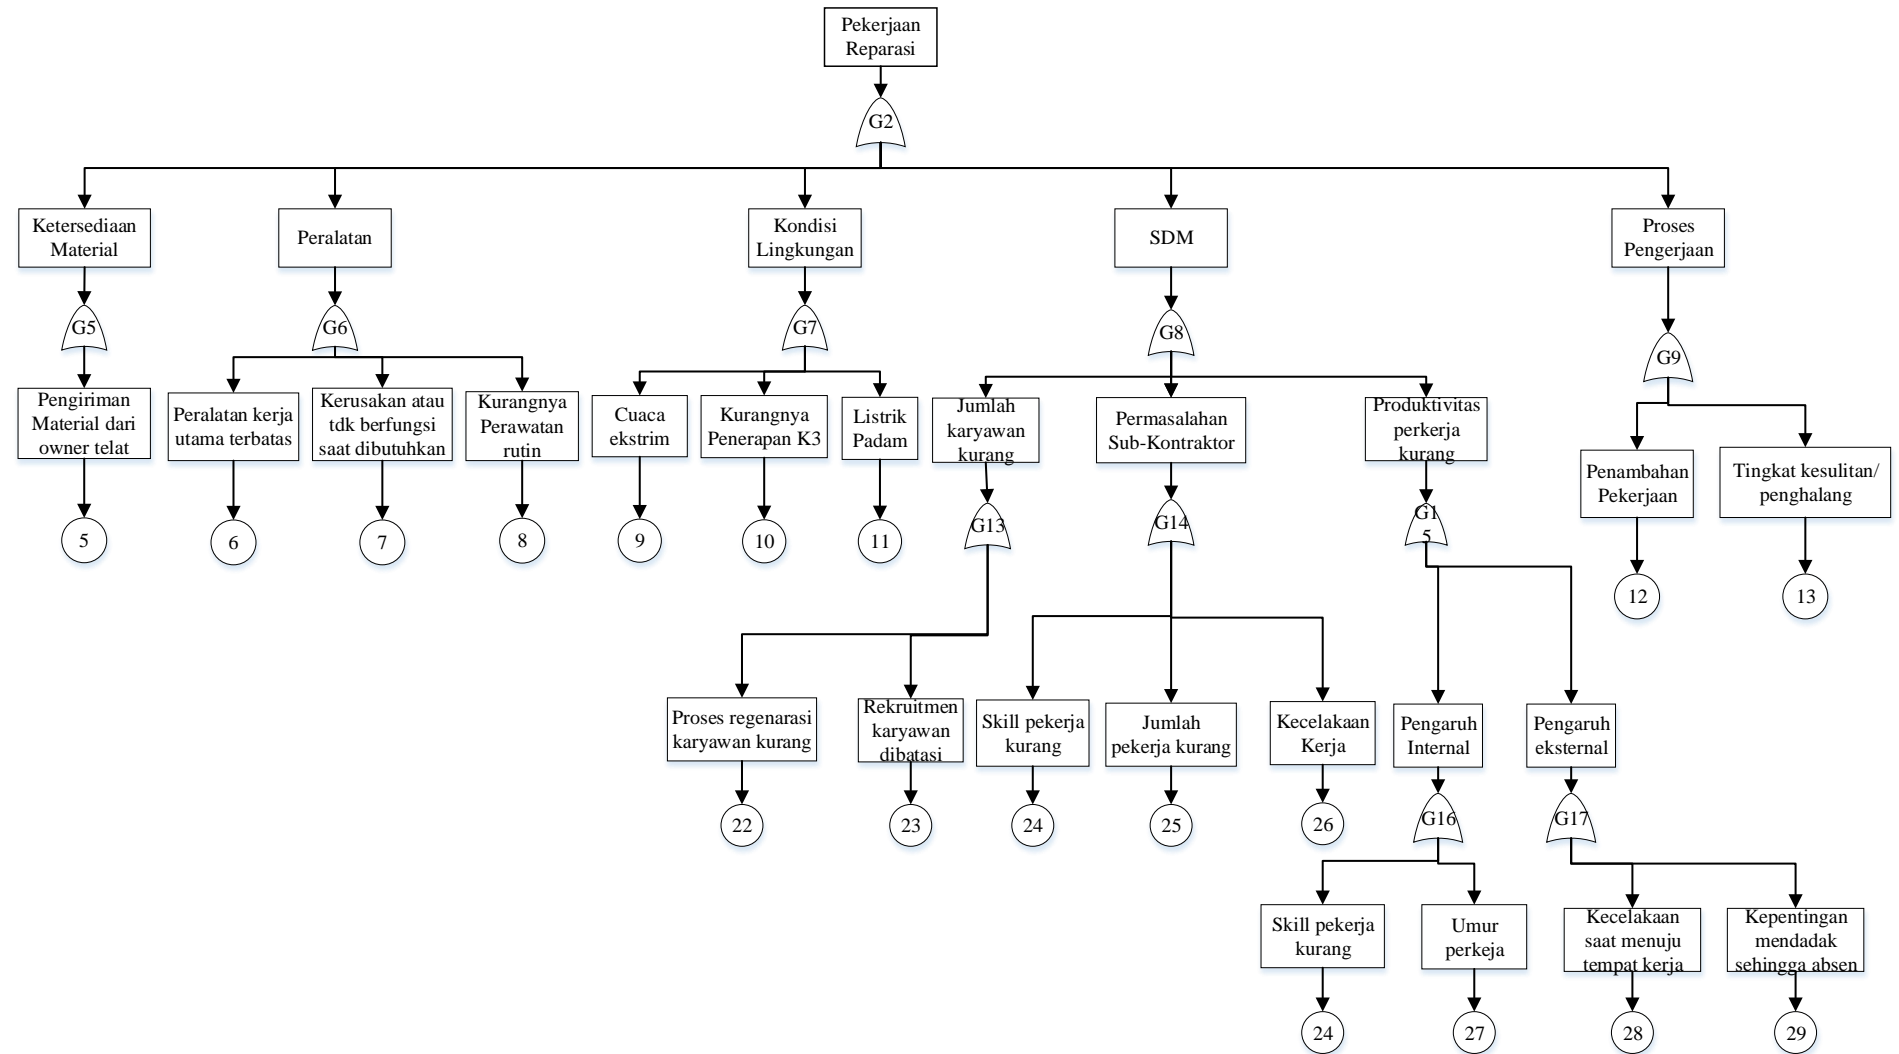 Pekerjaan
Reparasi
G2
Ketersediaan
Material
Peralatan
Kondisi
Lingkungan
SDM
Proses
Pengerjaan
G5
G6
G7
G8
G9
Pengiriman
Material dari
owner telat
Peralatan kerja
utama terbatas
Kerusakan atau
tdk berfungsi
saat dibutuhkan
Kurangnya
Perawatan
rutin
Cuaca
ekstrim
Kurangnya
Penerapan K3
Listrik
Padam
Jumlah
karyawan
kurang
Permasalahan
Sub-Kontraktor
Produktivitas
perkerja
kurang
Penambahan
Pekerjaan
Tingkat kesulitan/
penghalang
5
6
7
8
9
10
11
G13
G14
G1
5
12
13
Proses regenarasi
karyawan kurang
Rekruitmen
karyawan
dibatasi
Skill pekerja
kurang
Jumlah
pekerja kurang
Kecelakaan
Kerja
Pengaruh
Internal
Pengaruh
eksternal
22
23
24
25
26
G16
G17
Skill pekerja
kurang
Umur
perkeja
Kecelakaan
saat menuju
tempat kerja
Kepentingan
mendadak
sehingga absen
24
27
28
29